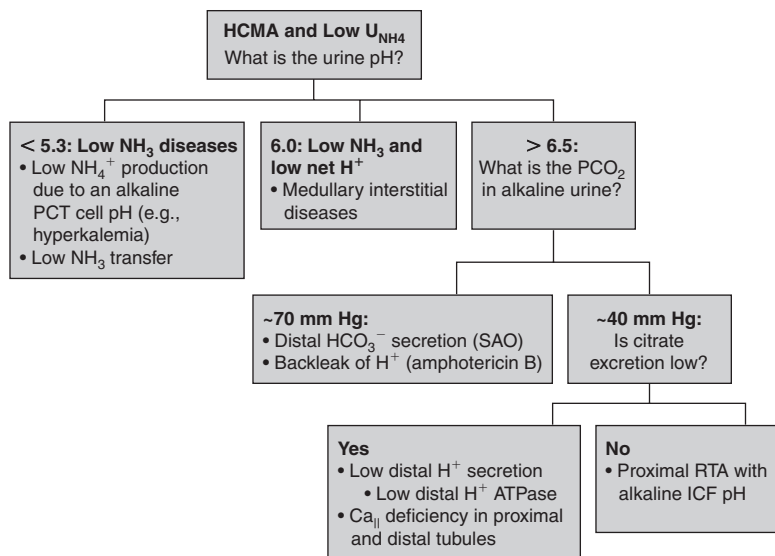 HCMA and Low U_NH4
What is the urine pH?
< 5.3: Low NH₃ diseases
• Low NH₄⁺ production
due to an alkaline
PCT cell pH (e.g.,
hyperkalemia)
• Low NH₃ transfer
6.0: Low NH₃ and
low net H⁺
• Medullary interstitial
diseases
> 6.5:
What is the PCO₂
in alkaline urine?
~70 mm Hg:
• Distal HCO₃⁻ secretion (SAO)
• Backleak of H⁺ (amphotericin B)
~40 mm Hg:
Is citrate
excretion low?
Yes
• Low distal H⁺ secretion
• Low distal H⁺ ATPase
• Ca_II deficiency in proximal
and distal tubules
No
• Proximal RTA with
alkaline ICF pH